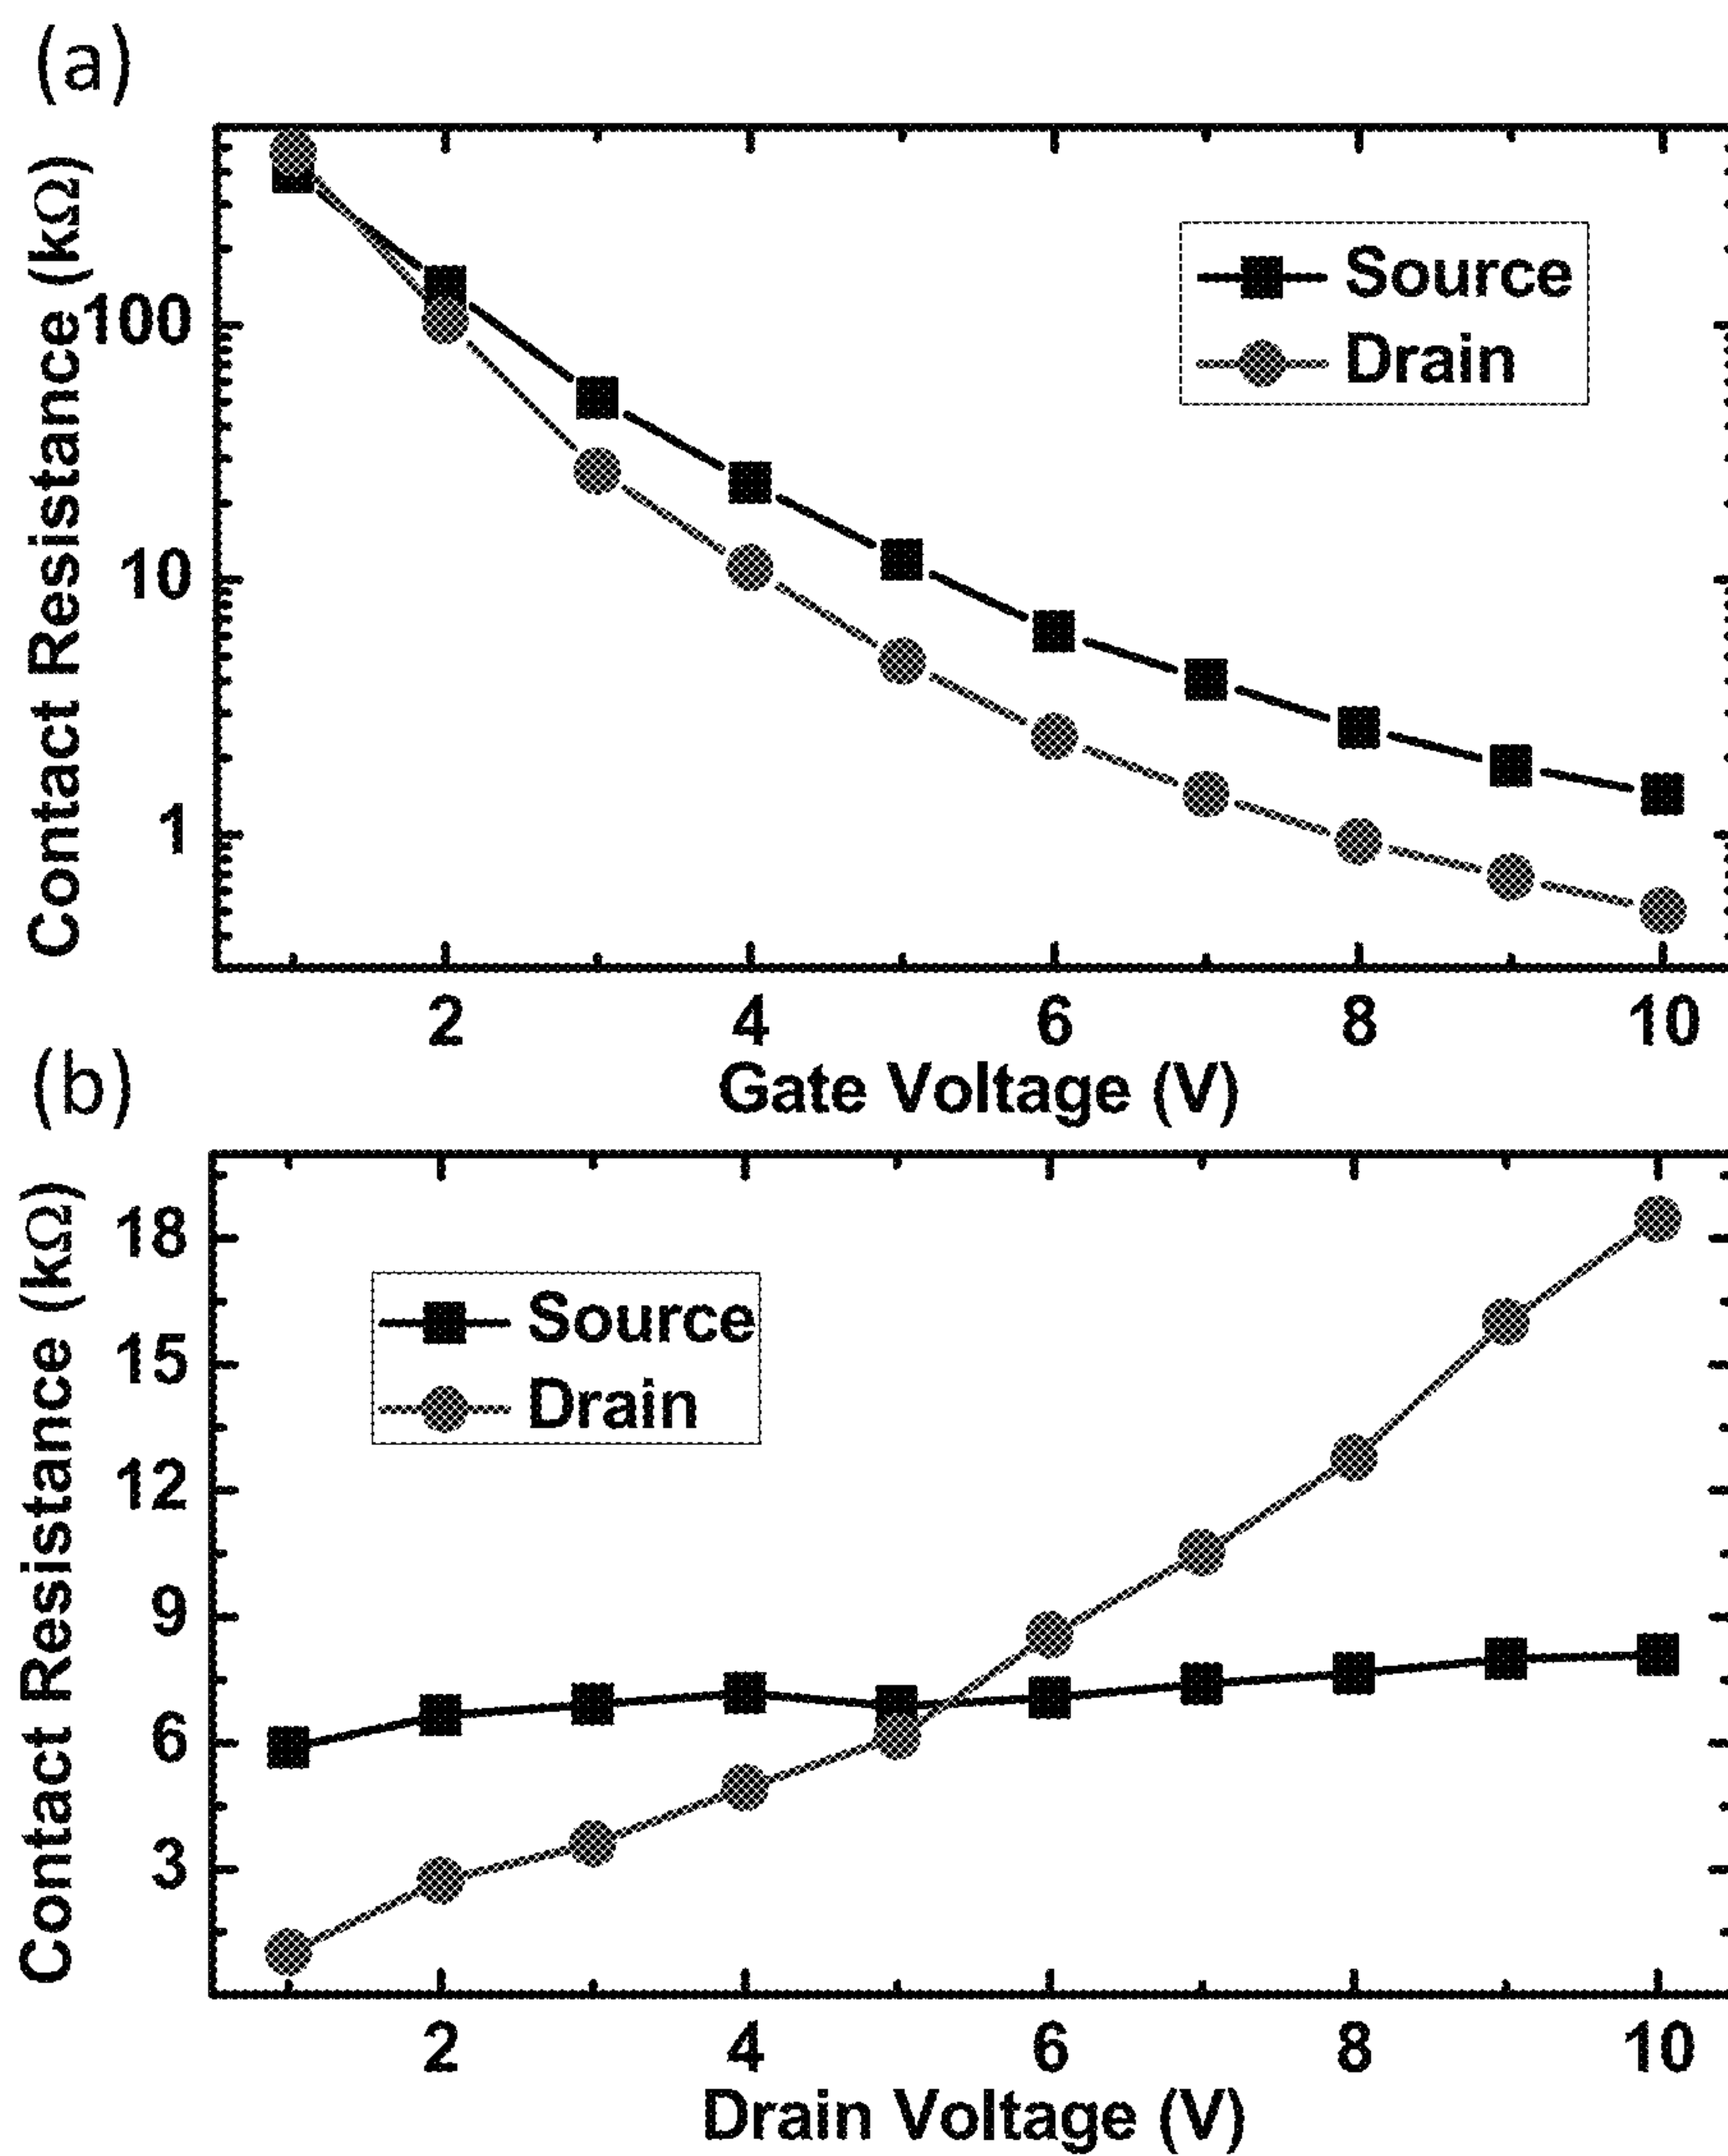 (a)
Contact Resistance (kΩ)
100
10
1
Source
Drain
2 4 6 8 10
Gate Voltage (V)
(b)
Contact Resistance (kΩ)
18
15
12
9
6
3
Source
Drain
2 4 6 8 10
Drain Voltage (V)